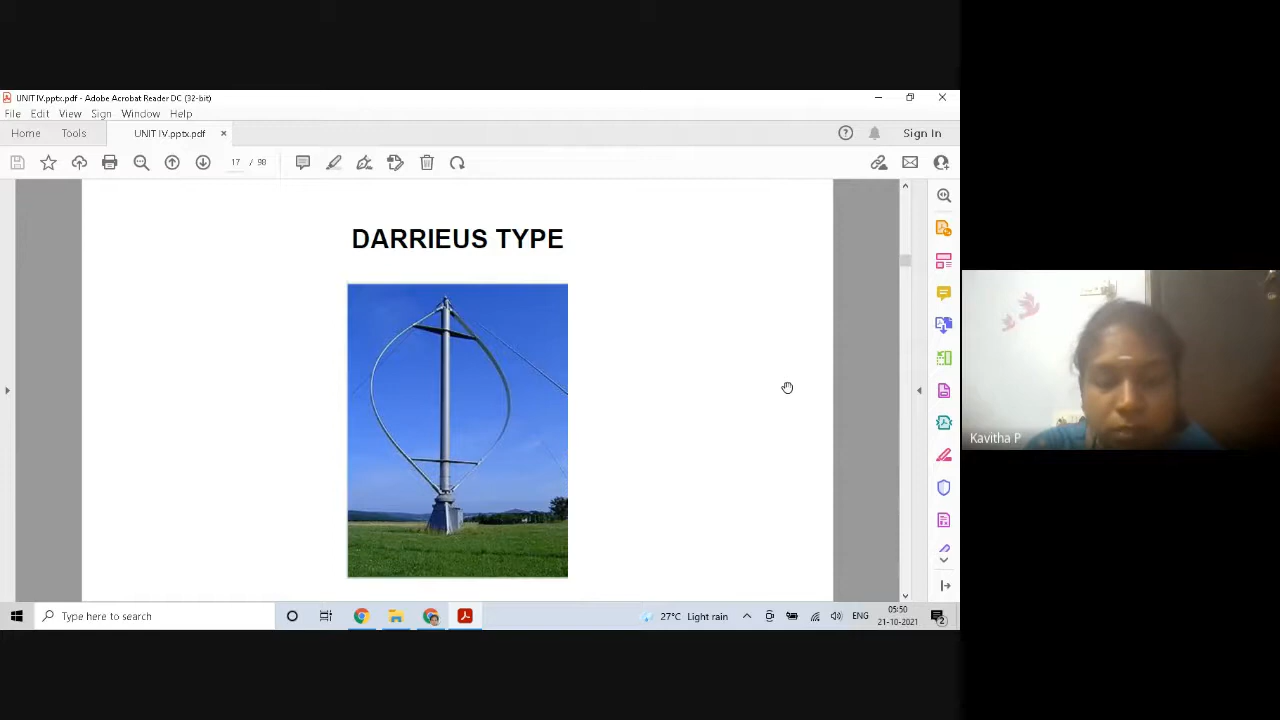 UNIT IV.pptx.pdf - Adobe Acrobat Reader DC (32-bit)
File Edit View Sign Window Help
Home Tools UNIT IV.pptx.pdf × Sign In
17 / 98
DARRIEUS TYPE
Kavitha P
Type here to search
27°C Light rain
ENG
05:50
21-10-2021
2